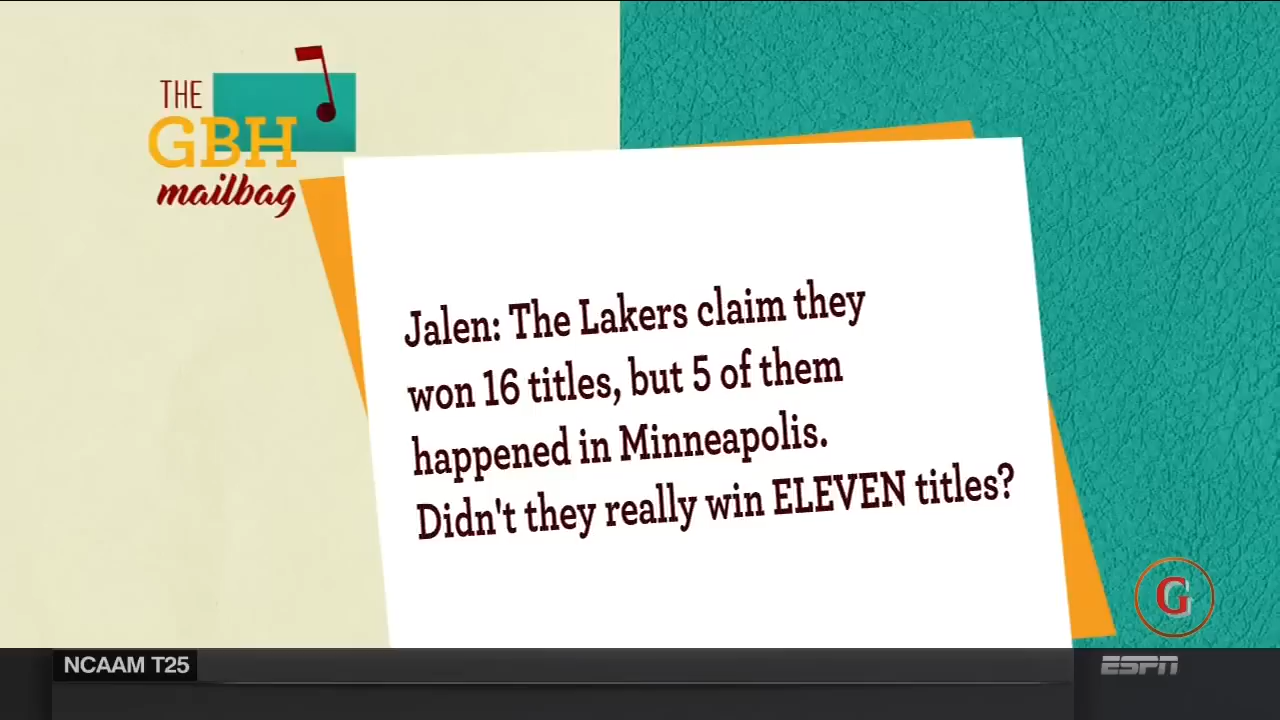 THE
GBH
mailbag
Jalen: The Lakers claim they
won 16 titles, but 5 of them
happened in Minneapolis.
Didn't they really win ELEVEN titles?
G
NCAAM T25
ESPN